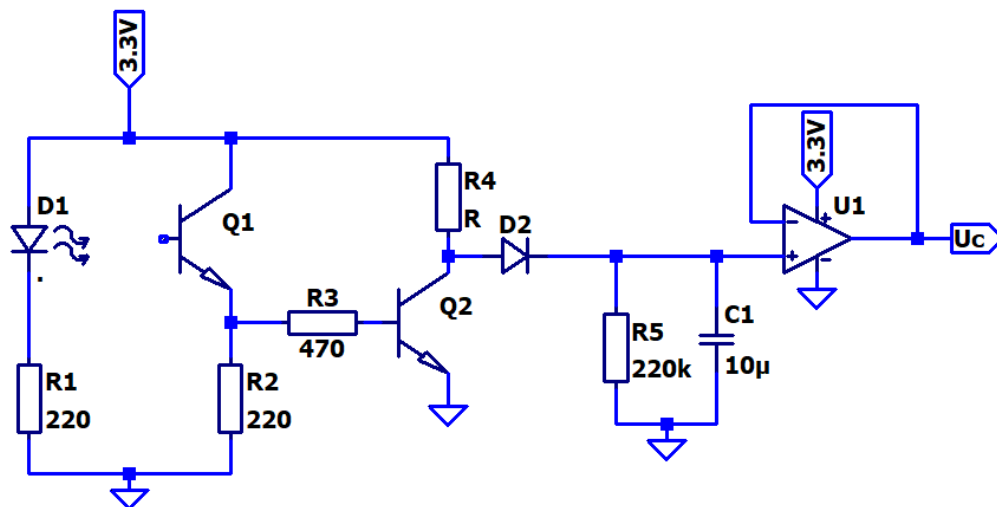 3.3V
D1
.
R1
220
Q1
R2
220
R3
470
R4
R
Q2
D2
R5
220k
C1
10µ
3.3V
U1
Uc